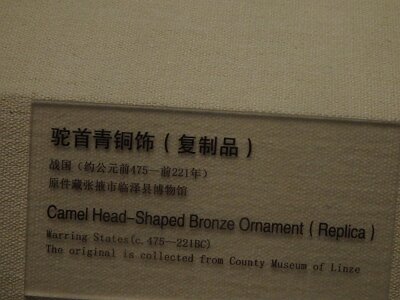 驼首青铜饰（复制品）
战国（约公元前475—前221年）
原件藏张掖市临泽县博物馆
Camel Head-Shaped Bronze Ornament ( Replica )
Warring States(c. 475—221BC)
The original is collected from County Museum of Linze